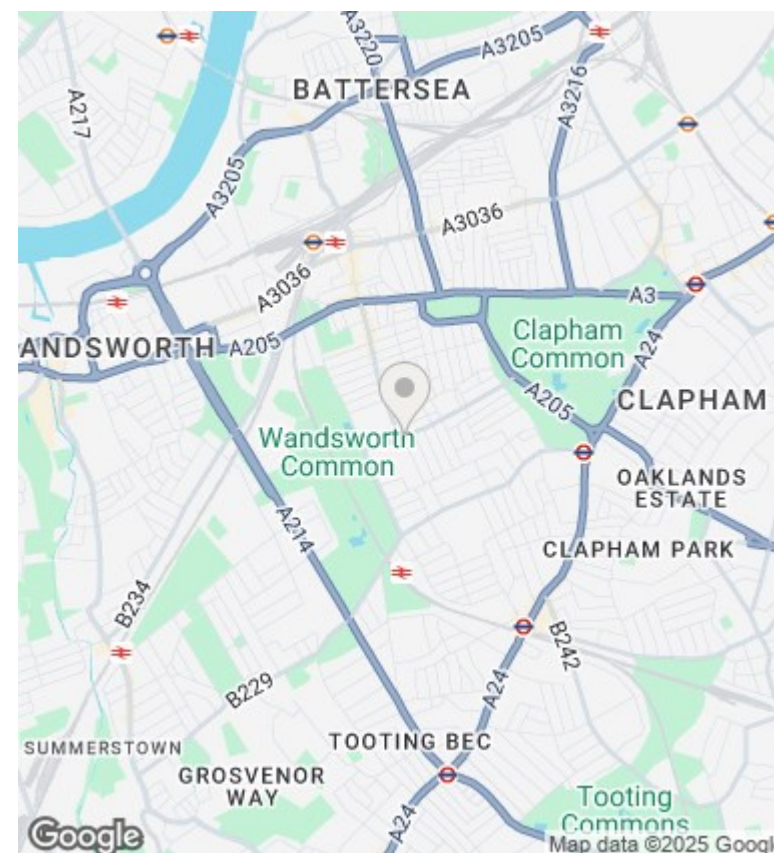 A3220
A3205
BATTERSEA
A217
A3216
A3205
A3036
A3036
A3
ANDSWORTH
A205
Clapham
Common
A24
A205
CLAPHAM
Wandsworth
Common
OAKLANDS
ESTATE
A214
CLAPHAM PARK
B234
B242
B229
A24
SUMMERSTOWN
TOOTING BEC
GROSVENOR
WAY
Tooting
Commons
A24
Google
Map data ©2025 Googl